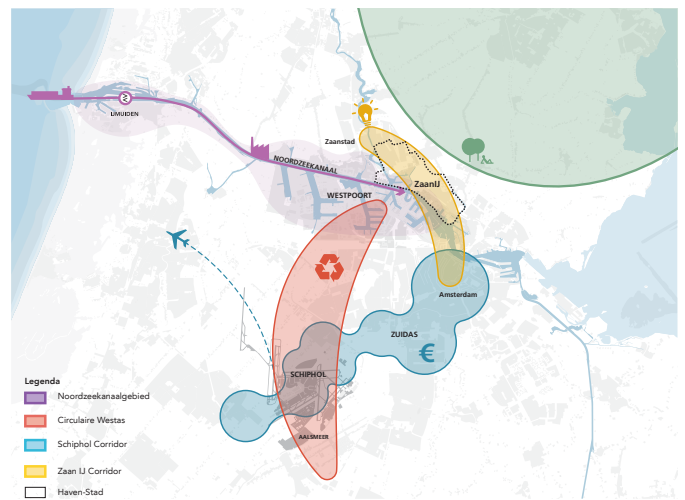 IJMUIDEN
Zaanstad
NOORDZEEKANAAL
ZaanIJ
WESTPOORT
Amsterdam
ZUIDAS
€
SCHIPHOL
AALSMEER
Legenda
Noordzeekanaalgebied
Circulaire Westas
Schiphol Corridor
Zaan IJ Corridor
Haven-Stad